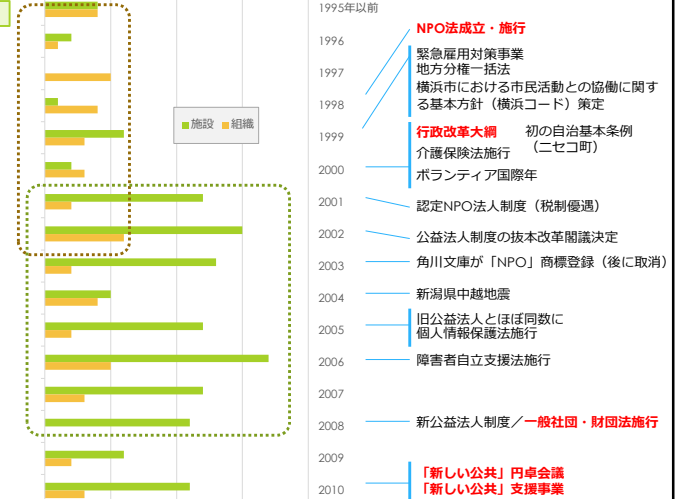 1995年以前
NPO法成立・施行
1996
緊急雇用対策事業
地方分権一括法
1997
横浜市における市民活動との協働に関す
る基本方針（横浜コード）策定
1998
施設 組織
1999
行政改革大綱 初の自治基本条例
（ニセコ町）
介護保険法施行
2000
ボランティア国際年
2001
認定NPO法人制度（税制優遇）
2002
公益法人制度の抜本改革閣議決定
2003
角川文庫が「NPO」商標登録（後に取消）
2004
新潟県中越地震
旧公益法人とほぼ同数に
2005
個人情報保護法施行
2006
障害者自立支援法施行
2007
2008
新公益法人制度／一般社団・財団法施行
2009
「新しい公共」円卓会議
2010
「新しい公共」支援事業